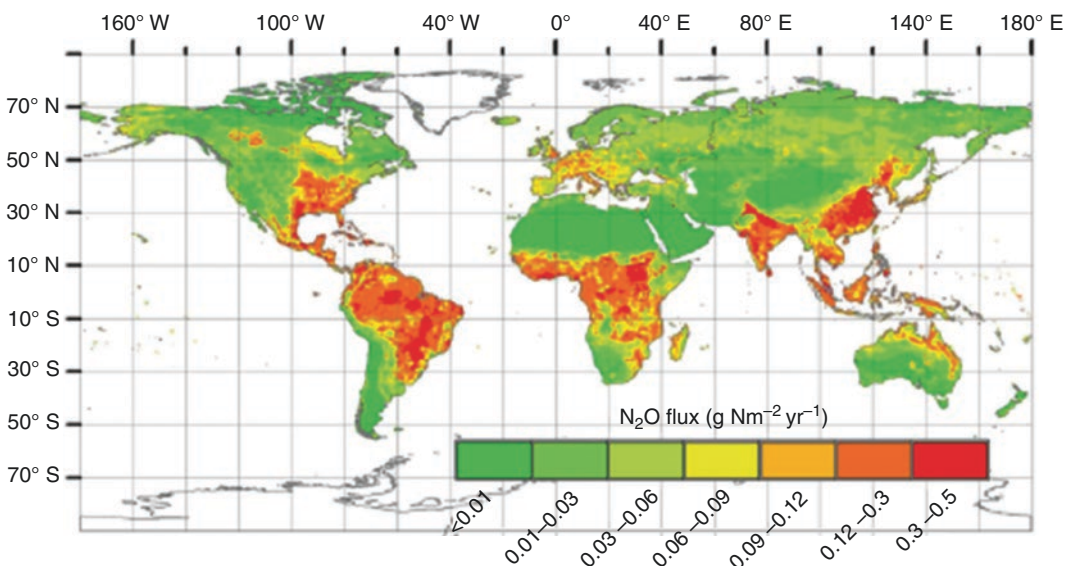 160° W 100° W 40° W 0° 40° E 80° E 140° E 180° E
70° N
50° N
30° N
10° N
10° S
30° S
50° S
70° S
N₂O flux (g Nm⁻² yr⁻¹)
<0.01 0.01–0.03 0.03 –0.06 0.06 –0.09 0.09 –0.12 0.12 –0.3 0.3 –0.5